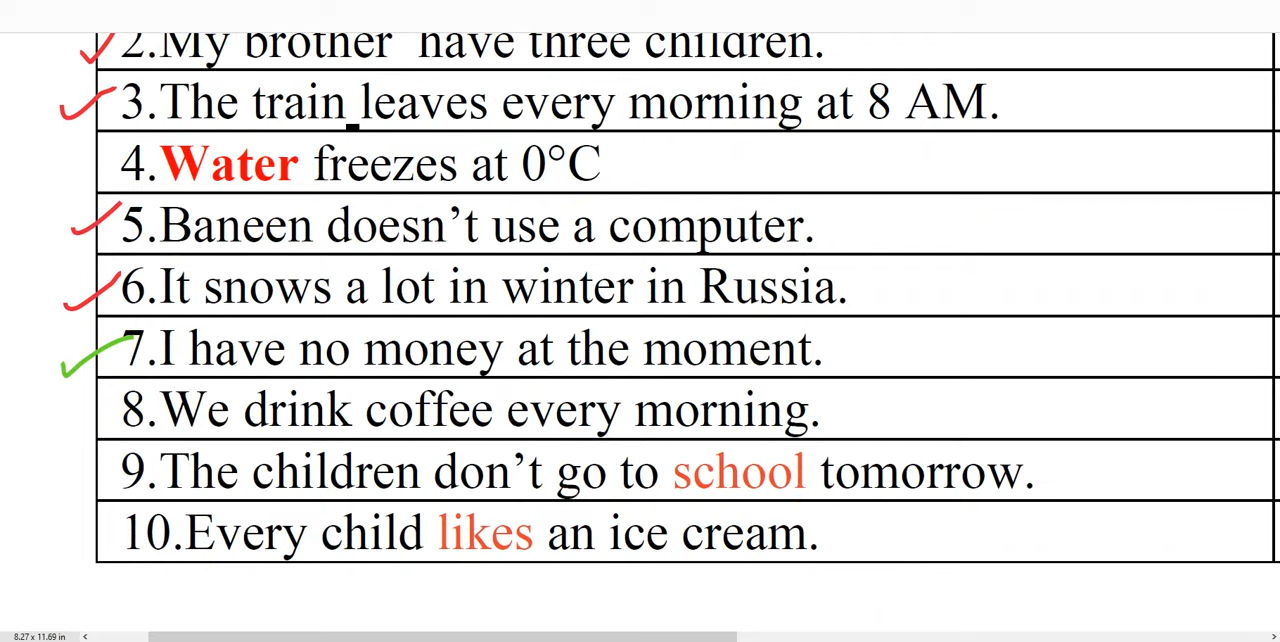 2.My brother have three children.
3.The train leaves every morning at 8 AM.
4.Water freezes at 0°C
5.Baneen doesn’t use a computer.
6.It snows a lot in winter in Russia.
7.I have no money at the moment.
8.We drink coffee every morning.
9.The children don’t go to school tomorrow.
10.Every child likes an ice cream.
8.27 x 11.69 in